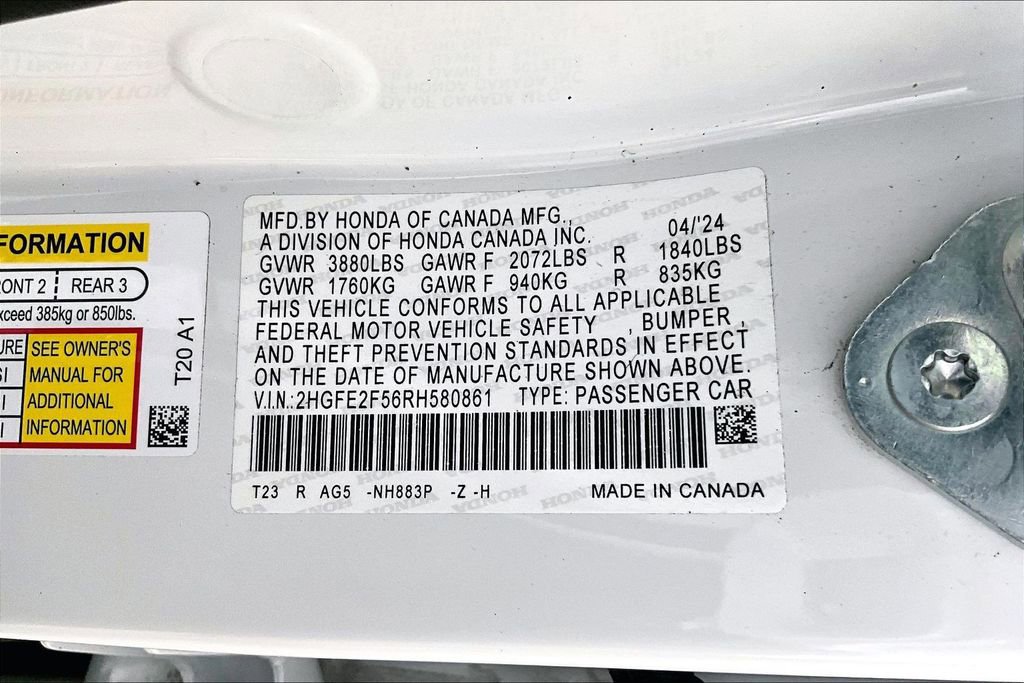 FORMATION
RONT 2 | REAR 3
xceed 385kg or 850lbs.
URE
SI
I
I
SEE OWNER'S
MANUAL FOR
ADDITIONAL
INFORMATION
T20 A1
MFD.BY HONDA OF CANADA MFG.,
A DIVISION OF HONDA CANADA INC. 04/'24
GVWR 3880LBS GAWR F 2072LBS R 1840LBS
GVWR 1760KG GAWR F 940KG R 835KG
THIS VEHICLE CONFORMS TO ALL APPLICABLE
FEDERAL MOTOR VEHICLE SAFETY , BUMPER ,
AND THEFT PREVENTION STANDARDS IN EFFECT
ON THE DATE OF MANUFACTURE SHOWN ABOVE.
V.I.N.:2HGFE2F56RH580861 TYPE: PASSENGER CAR
T23 R AG5 -NH883P -Z -H MADE IN CANADA